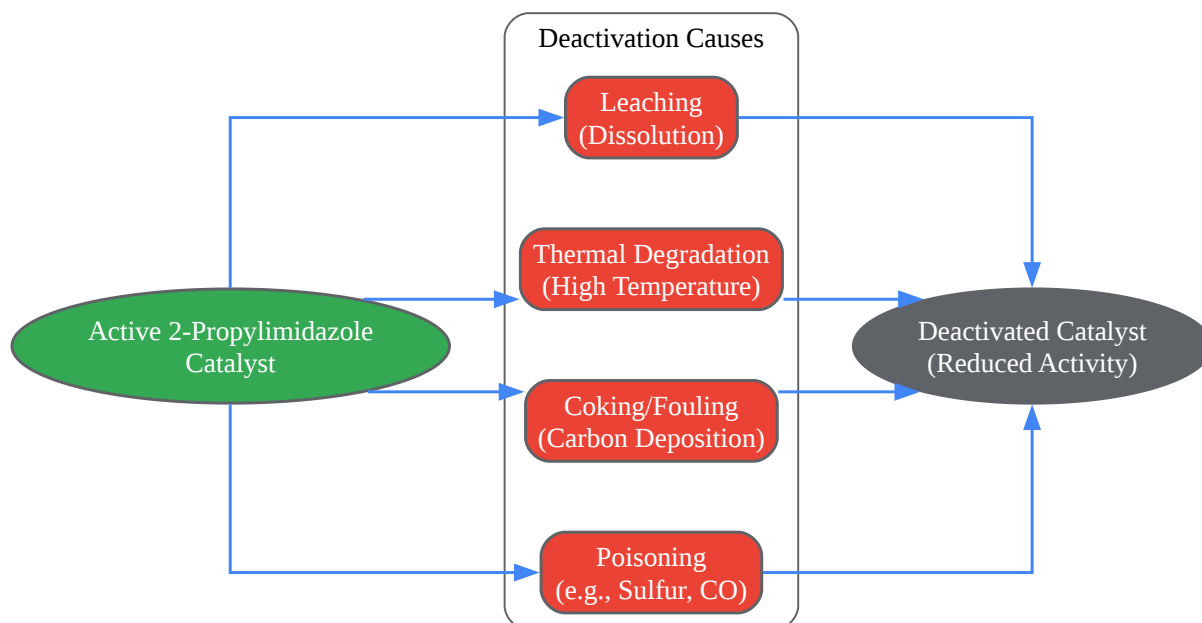 Deactivation Causes
Leaching
(Dissolution)
Thermal Degradation
(High Temperature)
Active 2-Propylimidazole
Catalyst
Deactivated Catalyst
(Reduced Activity)
Coking/Fouling
(Carbon Deposition)
Poisoning
(e.g., Sulfur, CO)